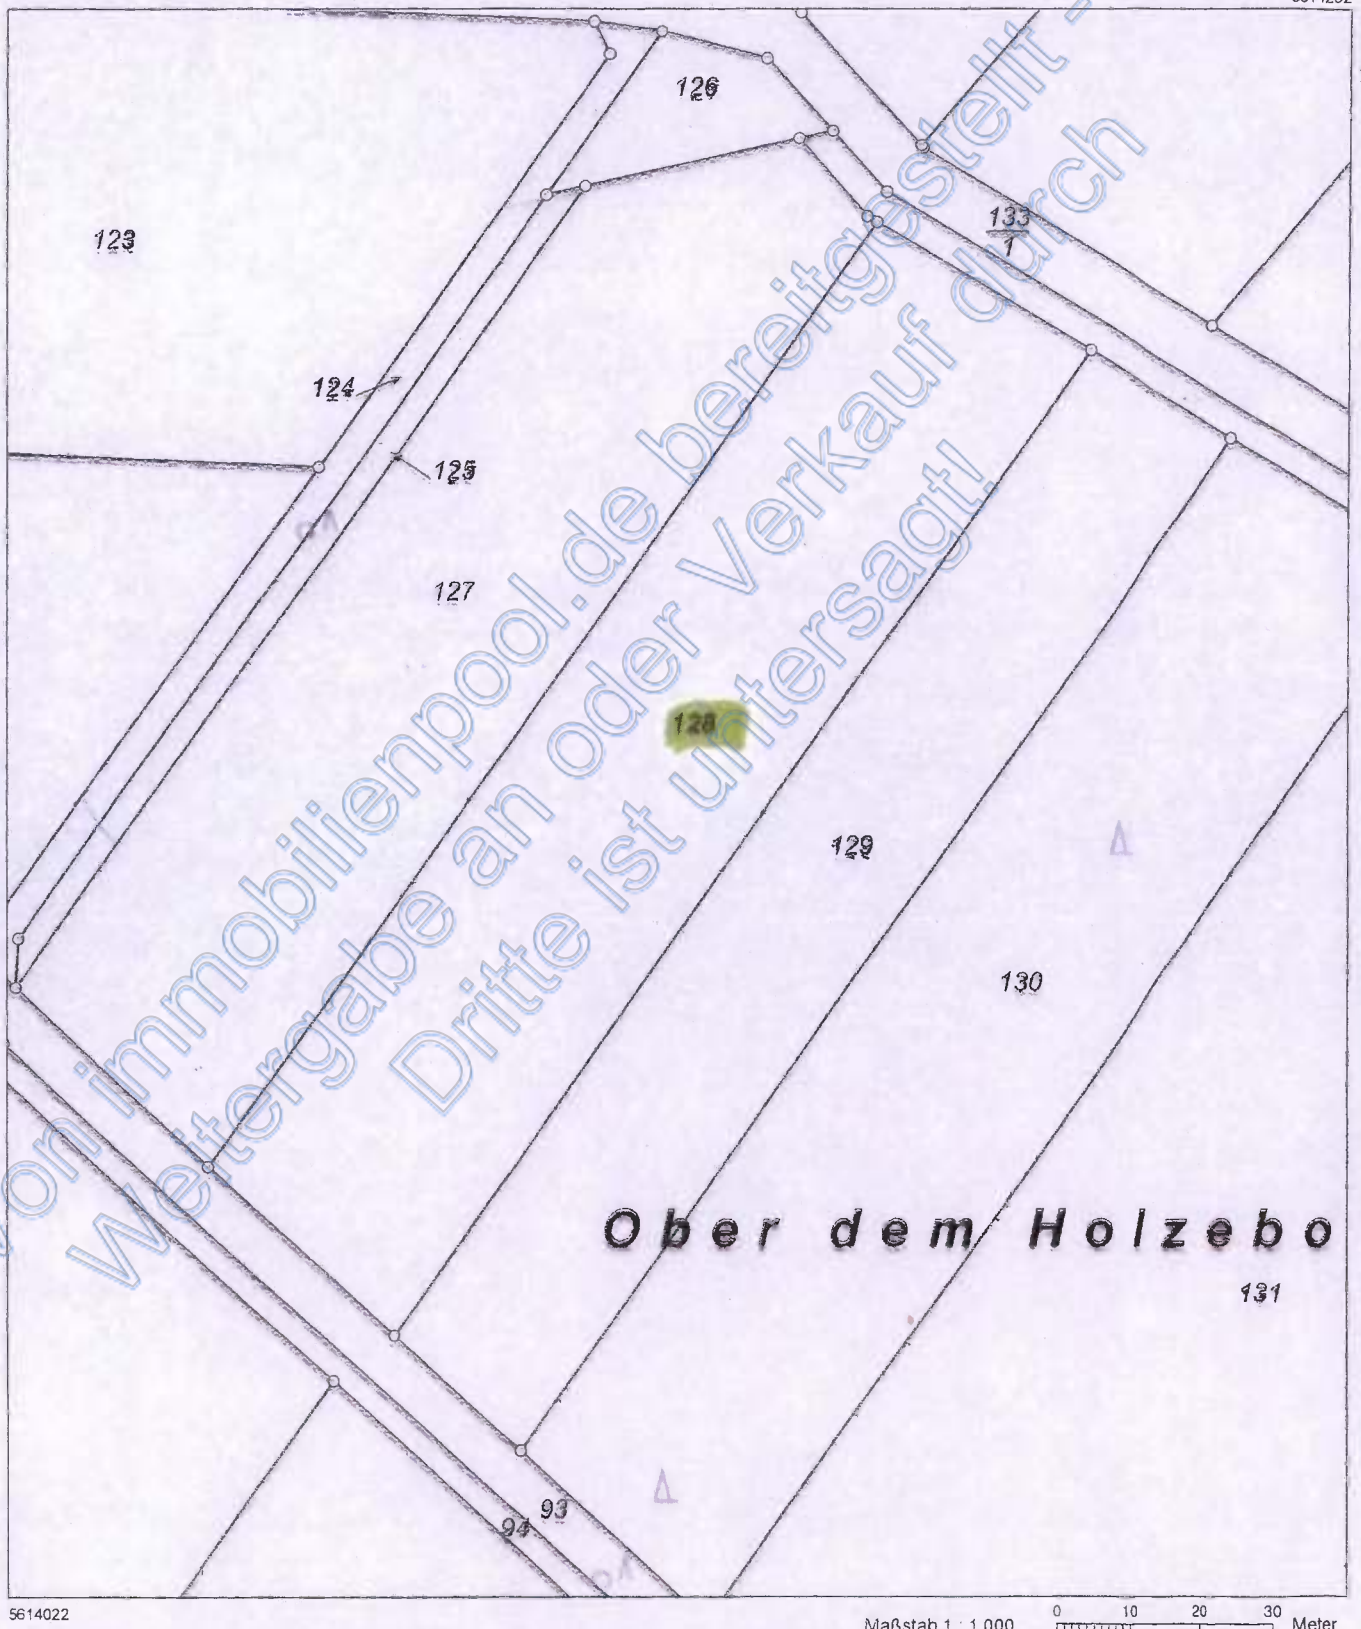 126
133
1
123
124
125
127
128
129
130
Ober dem Holzebo
131
93
94
von immobilienpool.de bereitgestellt -
Weitergabe an oder Verkauf durch
Dritte ist untersagt!
5614022
Maßstab 1 : 1 000
0 10 20 30 Meter